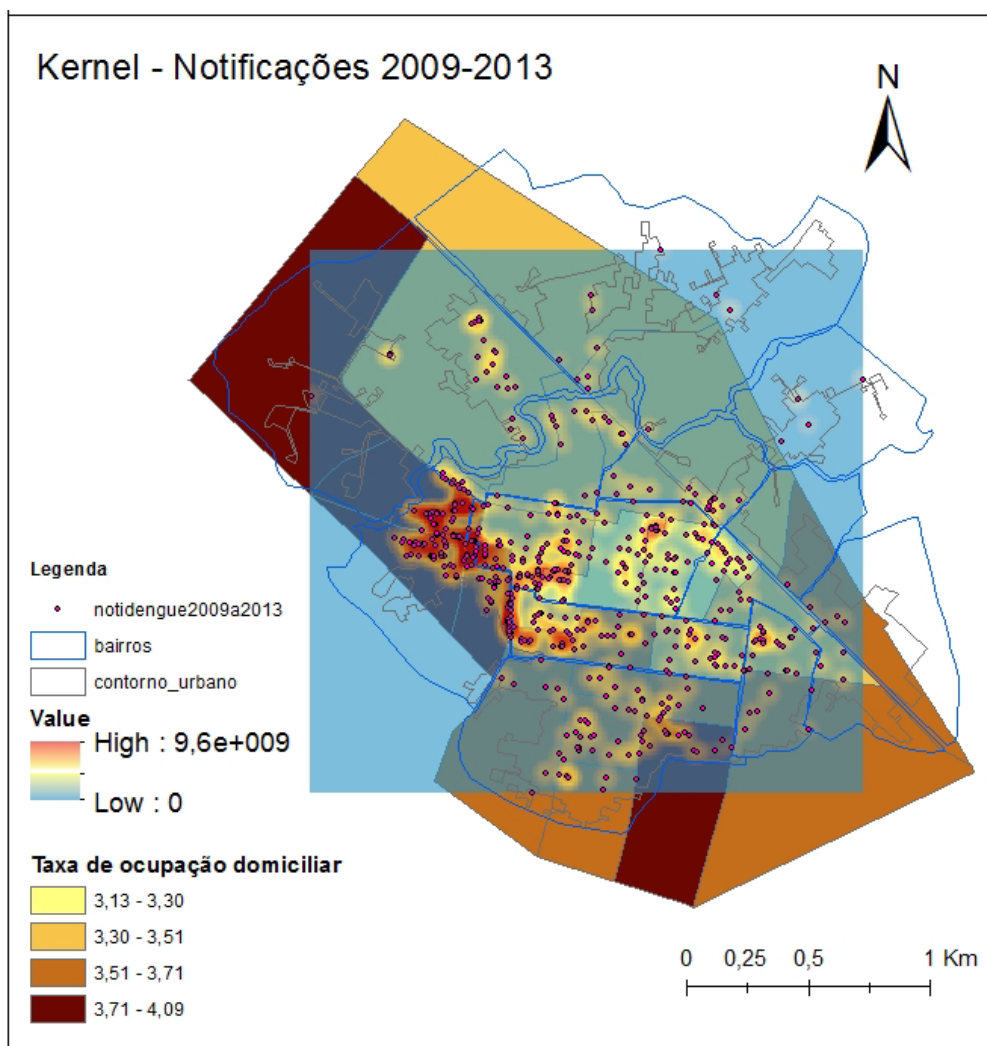 Kernel - Notificações 2009-2013
N
Legenda
notidengue2009a2013
bairros
contorno_urbano
Value
High : 9,6e+009
Low : 0
Taxa de ocupação domiciliar
3,13 - 3,30
3,30 - 3,51
3,51 - 3,71
3,71 - 4,09
0 0,25 0,5 1 Km